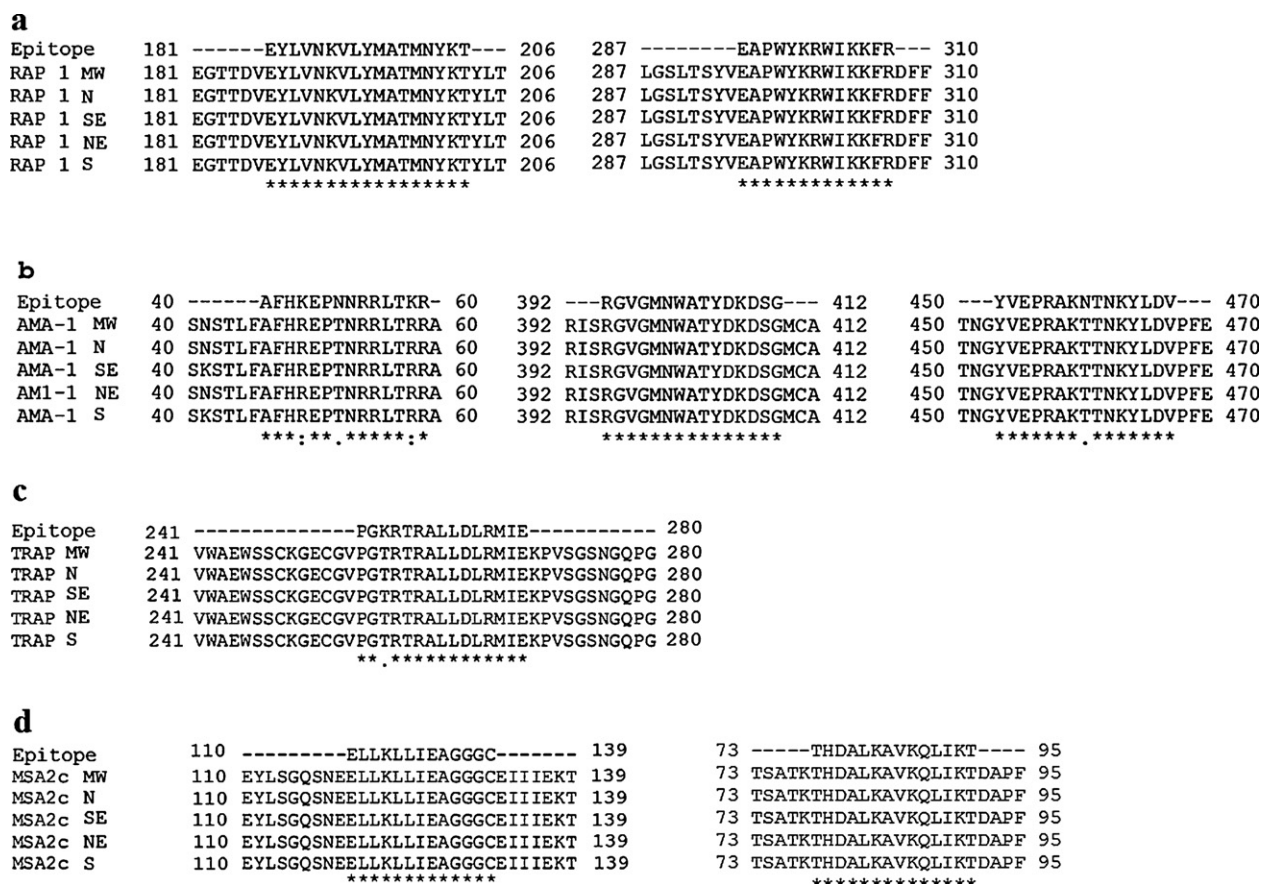 a
Epitope 181 ------EYLVNKVLYMATMNYKT--- 206 287 --------EAPWYKRWIKKFR--- 310
RAP 1 MW 181 EGTTDVEYLVNKVLYMATMNYKTYLT 206 287 LGSLTSYVEAPWYKRWIKKFRDFF 310
RAP 1 N 181 EGTTDVEYLVNKVLYMATMNYKTYLT 206 287 LGSLTSYVEAPWYKRWIKKFRDFF 310
RAP 1 SE 181 EGTTDVEYLVNKVLYMATMNYKTYLT 206 287 LGSLTSYVEAPWYKRWIKKFRDFF 310
RAP 1 NE 181 EGTTDVEYLVNKVLYMATMNYKTYLT 206 287 LGSLTSYVEAPWYKRWIKKFRDFF 310
RAP 1 S 181 EGTTDVEYLVNKVLYMATMNYKTYLT 206 287 LGSLTSYVEAPWYKRWIKKFRDFF 310
***************** *************
b
Epitope 40 ------AFHKEPNNRRLTKR- 60 392 ---RGVGMNWATYDKDSG--- 412 450 ---YVEPRAKNTNKYLDV--- 470
AMA-1 MW 40 SNSTLFAFHREPTNRRLTRRA 60 392 RISRGVGMNWATYDKDSGMCA 412 450 TNGYVEPRAKTTNKYLDVPFE 470
AMA-1 N 40 SNSTLFAFHREPTNRRLTRRA 60 392 RISRGVGMNWATYDKDSGMCA 412 450 TNGYVEPRAKTTNKYLDVPFE 470
AMA-1 SE 40 SKSTLFAFHREPTNRRLTRRA 60 392 RISRGVGMNWATYDKDSGMCA 412 450 TNGYVEPRAKTTNKYLDVPFE 470
AM1-1 NE 40 SKSTLFAFHREPTNRRLTRRA 60 392 RISRGVGMNWATYDKDSGMCA 412 450 TNGYVEPRAKTTNKYLDVPFE 470
AMA-1 S 40 SKSTLFAFHREPTNRRLTRRA 60 392 RISRGVGMNWATYDKDSGMCA 412 450 TNGYVEPRAKTTNKYLDVPFE 470
***:**.*****:* *************** *******.*******
c
Epitope 241 --------------PGKRTRALLDLRMIE----------- 280
TRAP MW 241 VWAEWSSCKGECGVPGTRTRALLDLRMIEKPVSGSNGQPG 280
TRAP N 241 VWAEWSSCKGECGVPGTRTRALLDLRMIEKPVSGSNGQPG 280
TRAP SE 241 VWAEWSSCKGECGVPGTRTRALLDLRMIEKPVSGSNGQPG 280
TRAP NE 241 VWAEWSSCKGECGVPGTRTRALLDLRMIEKPVSGSNGQPG 280
TRAP S 241 VWAEWSSCKGECGVPGTRTRALLDLRMIEKPVSGSNGQPG 280
**.************
d
Epitope 110 ---------ELLKLLIEAGGGC------- 139 73 -----THDALKAVKQLIKT---- 95
MSA2c MW 110 EYLSGQSNEELLKLLIEAGGGCEIIIEKT 139 73 TSATKTHDALKAVKQLIKTDAPF 95
MSA2c N 110 EYLSGQSNEELLKLLIEAGGGCEIIIEKT 139 73 TSATKTHDALKAVKQLIKTDAPF 95
MSA2c SE 110 EYLSGQSNEELLKLLIEAGGGCEIIIEKT 139 73 TSATKTHDALKAVKQLIKTDAPF 95
MSA2c NE 110 EYLSGQSNEELLKLLIEAGGGCEIIIEKT 139 73 TSATKTHDALKAVKQLIKTDAPF 95
MSA2c S 110 EYLSGQSNEELLKLLIEAGGGCEIIIEKT 139 73 TSATKTHDALKAVKQLIKTDAPF 95
************* **************